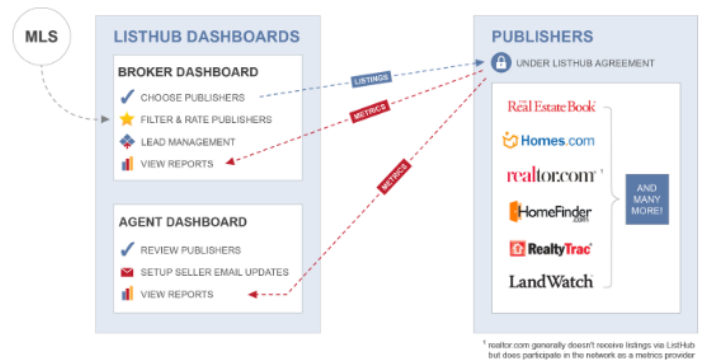 MLS
LISTHUB DASHBOARDS
BROKER DASHBOARD
CHOOSE PUBLISHERS
FILTER & RATE PUBLISHERS
LEAD MANAGEMENT
VIEW REPORTS
AGENT DASHBOARD
REVIEW PUBLISHERS
SETUP SELLER EMAIL UPDATES
VIEW REPORTS
LISTINGS
METRICS
METRICS
PUBLISHERS
UNDER LISTHUB AGREEMENT
The Real Estate Book
Homes.com
realtor.com 1
HomeFinder
.com
RealtyTrac
LandWatch
AND
MANY
MORE!
1 realtor.com generally doesn't receive listings via ListHub
but does participate in the network as a metrics provider